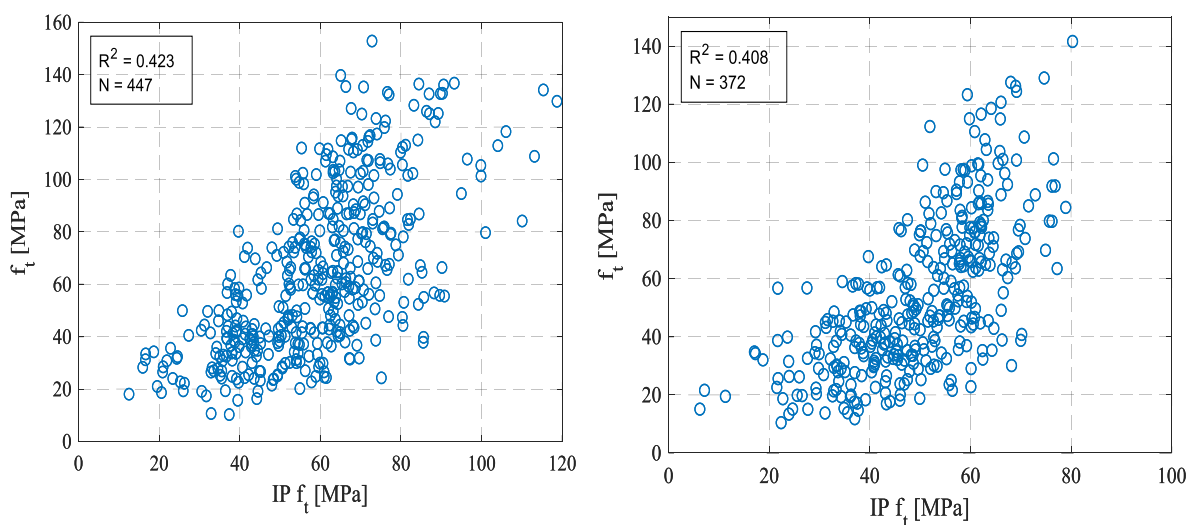 160
140
120
100
80
60
40
20
0
f_t [MPa]
R² = 0.423
N = 447
0 20 40 60 80 100 120
IP f_t [MPa]
140
120
100
80
60
40
20
0
f_t [MPa]
R² = 0.408
N = 372
0 20 40 60 80 100
IP f_t [MPa]